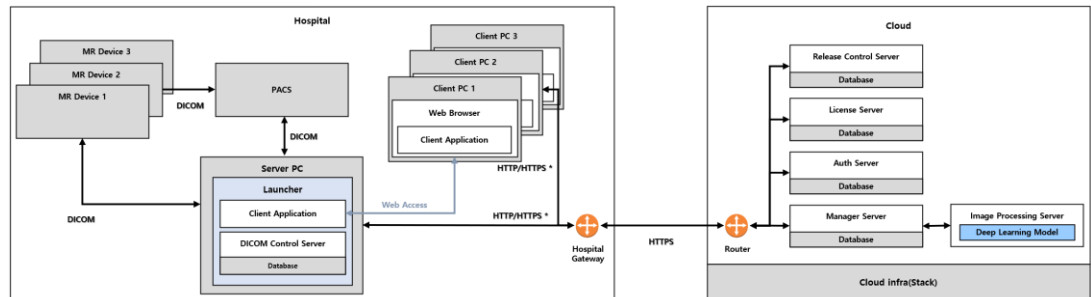 Hospital
MR Device 3
MR Device 2
MR Device 1
DICOM
PACS
DICOM
DICOM
Client PC 3
Client PC 2
Client PC 1
Web Browser
Client Application
HTTP/HTTPS *
Server PC
Launcher
Client Application
DICOM Control Server
Database
Web Access
HTTP/HTTPS *
Hospital
Gateway
HTTPS
Cloud
Router
Release Control Server
Database
License Server
Database
Auth Server
Database
Manager Server
Database
Image Processing Server
Deep Learning Model
Cloud infra(Stack)